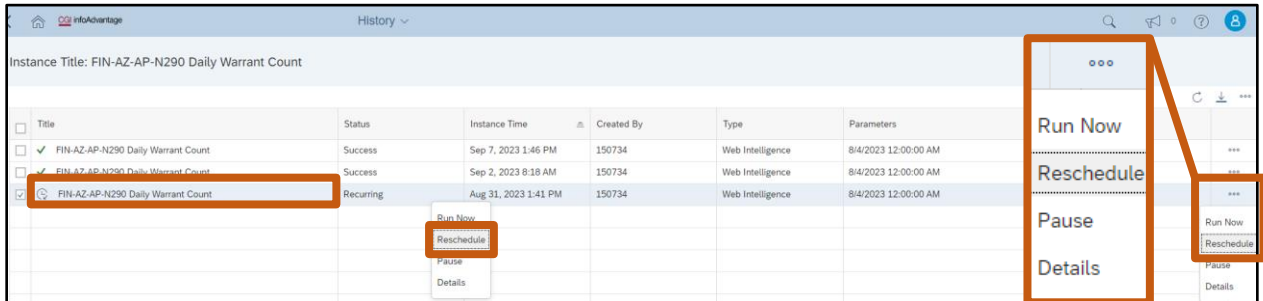 CGI infoAdvantage History 0
Instance Title: FIN-AZ-AP-N290 Daily Warrant Count
Title Status Instance Time Created By Type Parameters
FIN-AZ-AP-N290 Daily Warrant Count Success Sep 7, 2023 1:46 PM 150734 Web Intelligence 8/4/2023 12:00:00 AM
FIN-AZ-AP-N290 Daily Warrant Count Success Sep 2, 2023 8:18 AM 150734 Web Intelligence 8/4/2023 12:00:00 AM
FIN-AZ-AP-N290 Daily Warrant Count Recurring Aug 31, 2023 1:41 PM 150734 Web Intelligence 8/4/2023 12:00:00 AM
Run Now
Reschedule
Pause
Details
Run Now
Reschedule
Pause
Details
Run Now
Reschedule
Pause
Details